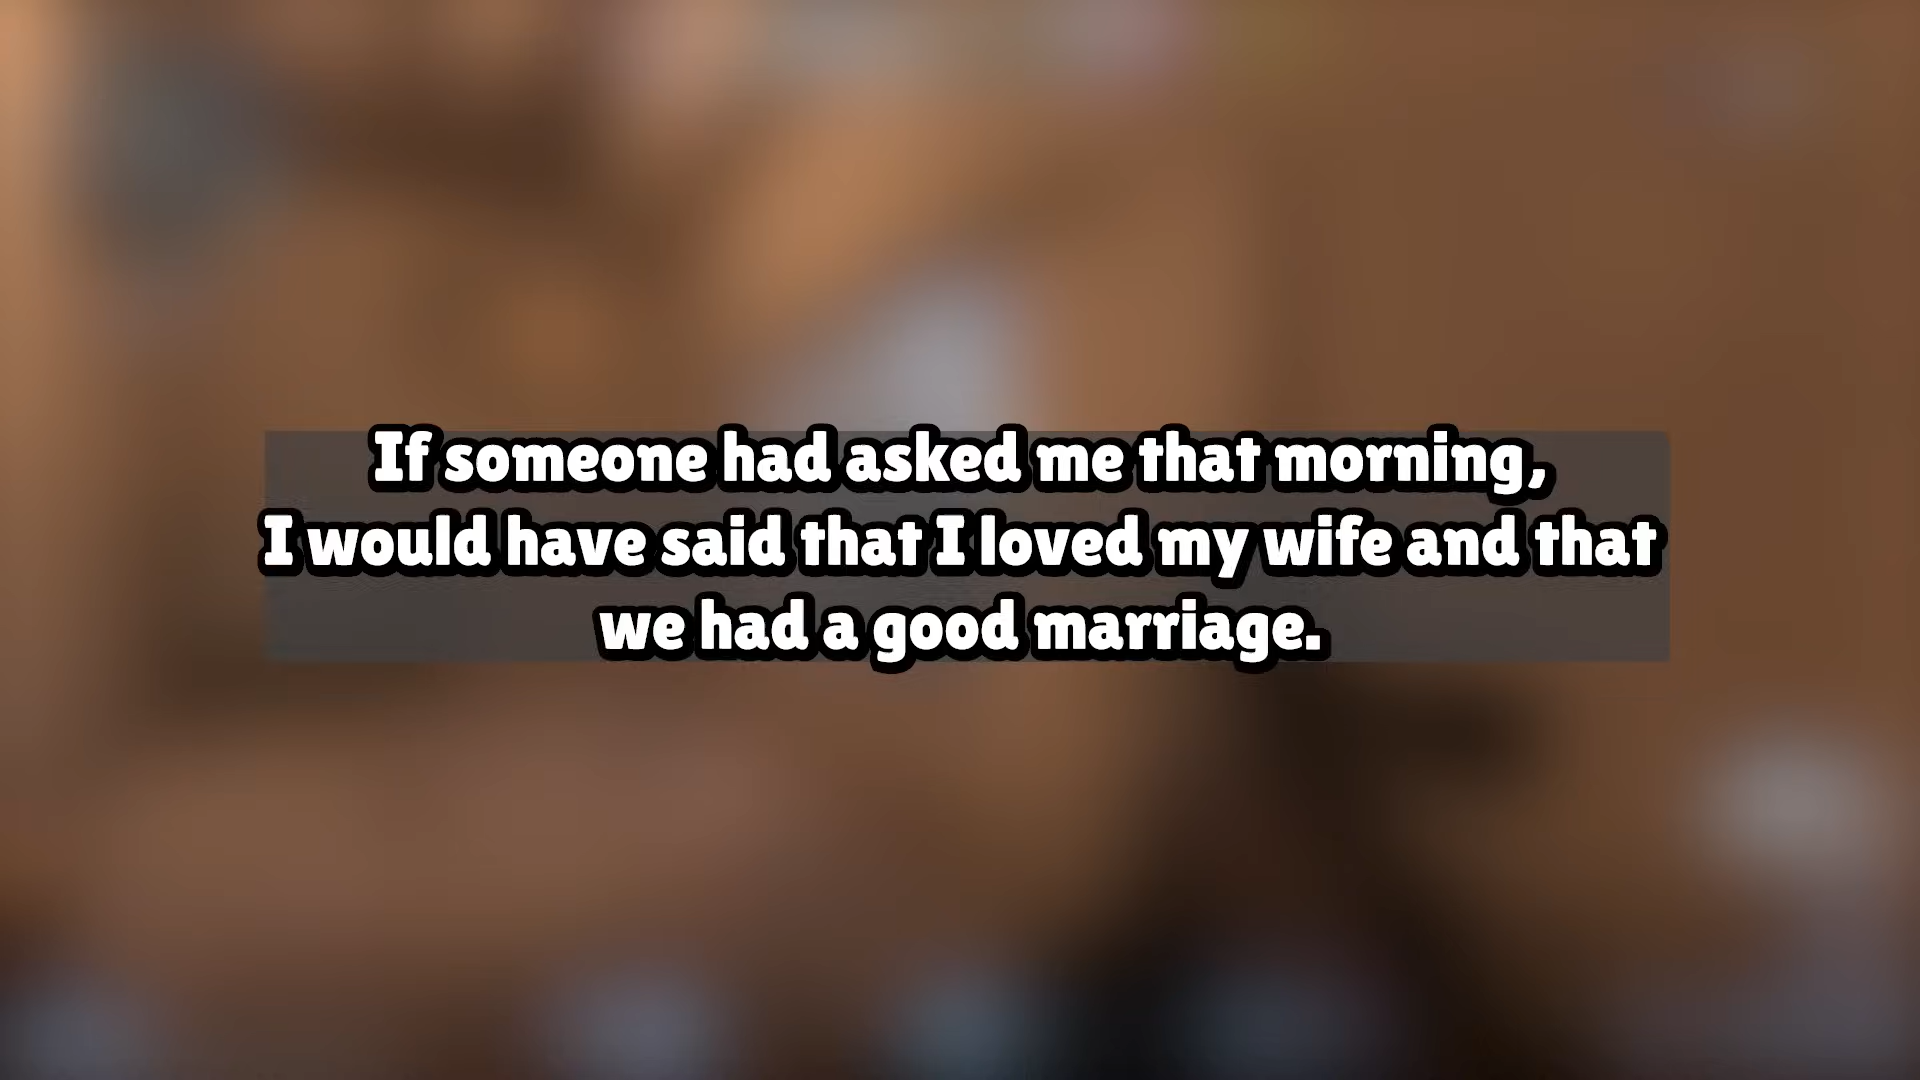 If someone had asked me that morning,
I would have said that I loved my wife and that
we had a good marriage.